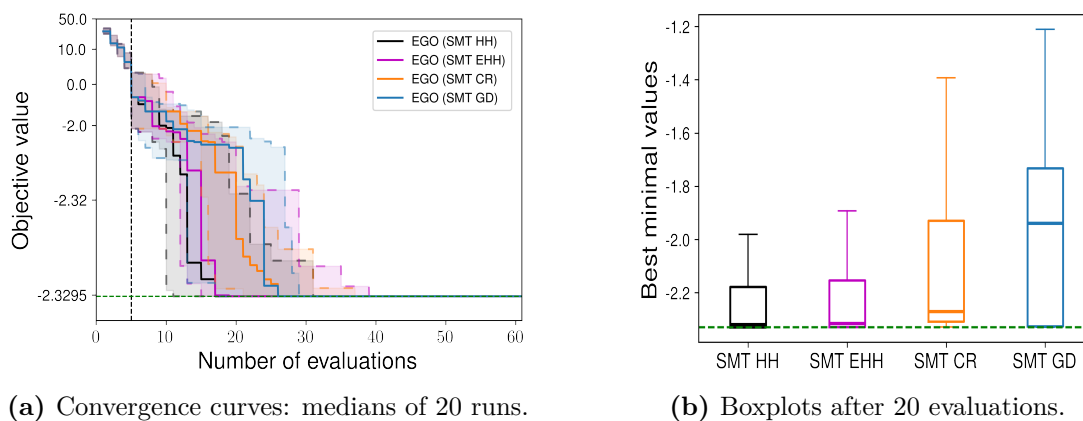 50.0
10.0
0.0
-2.0
-2.32
-2.3295
Objective value
EGO (SMT HH)
EGO (SMT EHH)
EGO (SMT CR)
EGO (SMT GD)
0 10 20 30 40 50 60
Number of evaluations
(a) Convergence curves: medians of 20 runs.
-1.2
-1.4
-1.6
-1.8
-2.0
-2.2
Best minimal values
SMT HH SMT EHH SMT CR SMT GD
(b) Boxplots after 20 evaluations.